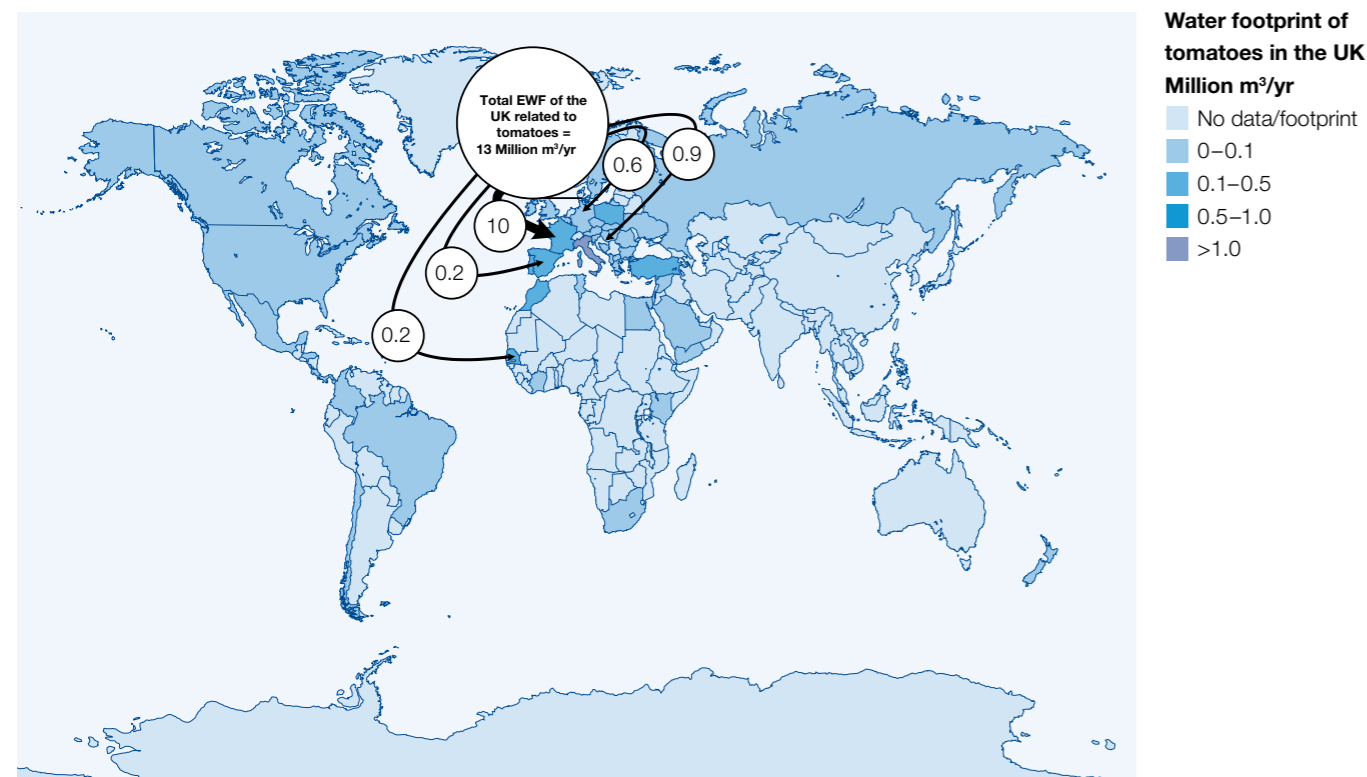 Water footprint of
tomatoes in the UK
Million m³/yr
No data/footprint
0–0.1
0.1–0.5
0.5–1.0
>1.0
Total EWF of the
UK related to
tomatoes =
13 Million m³/yr
0.6
0.9
10
0.2
0.2